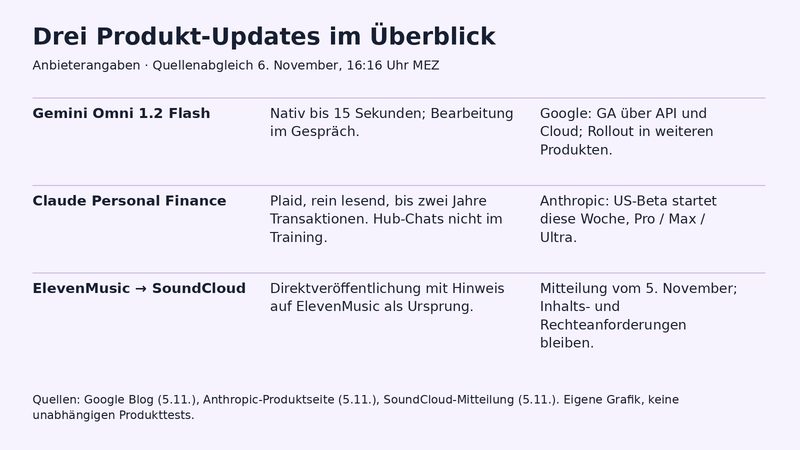 Drei Produkt-Updates im Überblick
Anbieterangaben · Quellenabgleich 6. November, 16:16 Uhr MEZ
Gemini Omni 1.2 Flash
Nativ bis 15 Sekunden; Bearbeitung
im Gespräch.
Google: GA über API und
Cloud; Rollout in weiteren
Produkten.
Claude Personal Finance
Plaid, rein lesend, bis zwei Jahre
Transaktionen. Hub-Chats nicht im
Training.
Anthropic: US-Beta startet
diese Woche, Pro / Max /
Ultra.
ElevenMusic → SoundCloud
Direktveröffentlichung mit Hinweis
auf ElevenMusic als Ursprung.
Mitteilung vom 5. November;
Inhalts- und
Rechteanforderungen
bleiben.
Quellen: Google Blog (5.11.), Anthropic-Produktseite (5.11.), SoundCloud-Mitteilung (5.11.). Eigene Grafik, keine
unabhängigen Produkttests.